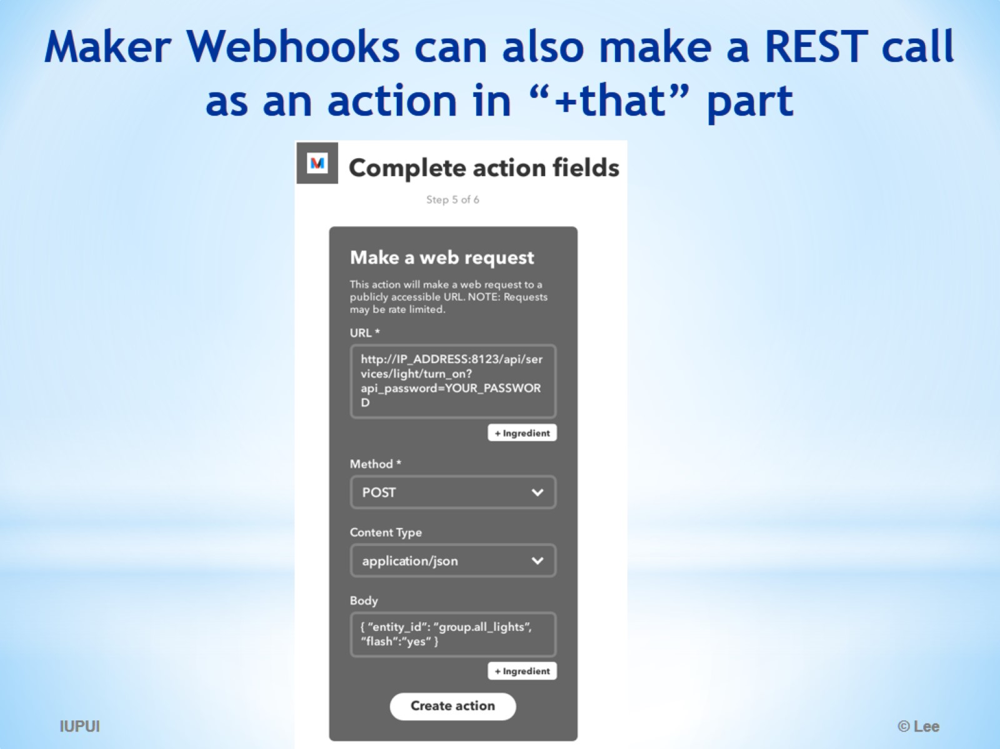 Maker Webhooks can also make a REST call
as an action in “+that” part
M
Complete action fields
Step 5 of 6
Make a web request
This action will make a web request to a
publicly accessible URL. NOTE: Requests
may be rate limited.
URL *
http://IP_ADDRESS:8123/api/ser
vices/light/turn_on?
api_password=YOUR_PASSWOR
D
+ Ingredient
Method *
POST
Content Type
application/json
Body
{ “entity_id”: “group.all_lights”,
“flash”:“yes” }
+ Ingredient
Create action
IUPUI
© Lee